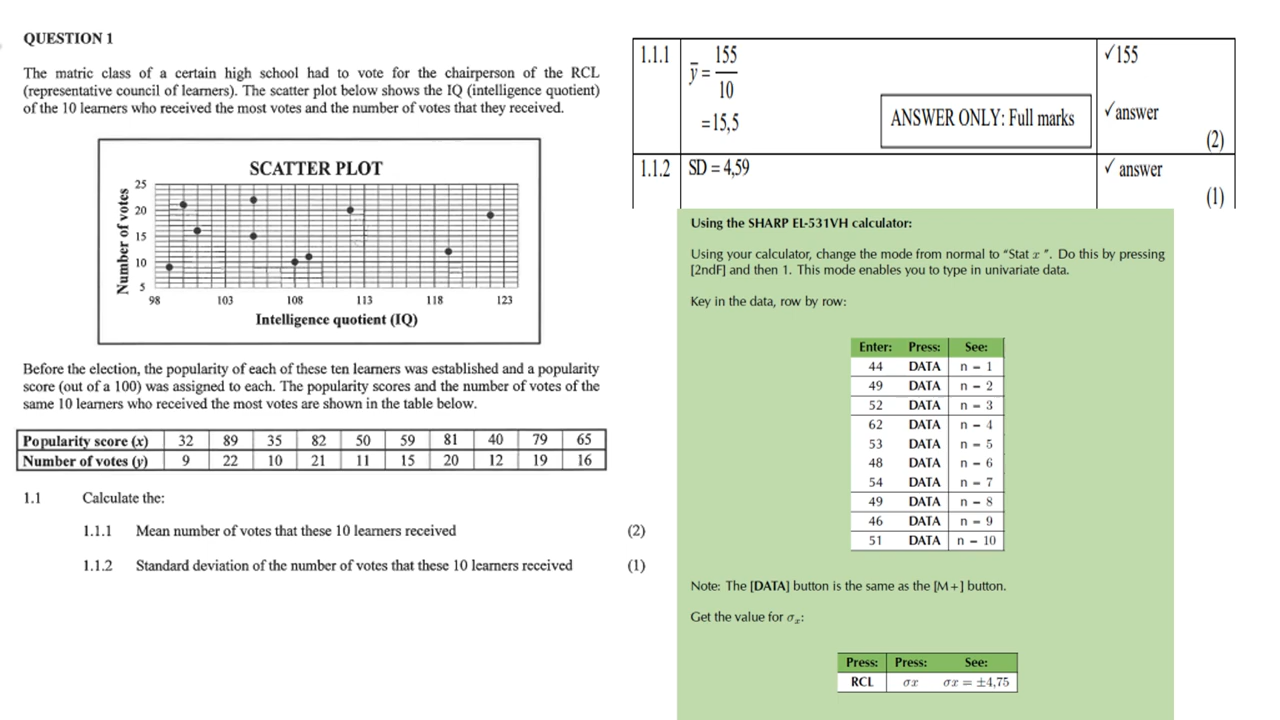 QUESTION 1
The matric class of a certain high school had to vote for the chairperson of the RCL
(representative council of learners). The scatter plot below shows the IQ (intelligence quotient)
of the 10 learners who received the most votes and the number of votes that they received.
SCATTER PLOT
Number of votes
25
20
15
10
5
98 103 108 113 118 123
Intelligence quotient (IQ)
Before the election, the popularity of each of these ten learners was established and a popularity
score (out of a 100) was assigned to each. The popularity scores and the number of votes of the
same 10 learners who received the most votes are shown in the table below.
Popularity score (x) 32 89 35 82 50 59 81 40 79 65
Number of votes (y) 9 22 10 21 11 15 20 12 19 16
1.1 Calculate the:
1.1.1 Mean number of votes that these 10 learners received (2)
1.1.2 Standard deviation of the number of votes that these 10 learners received (1)
1.1.1 ȳ = 155/10 ✓155
=15,5 ANSWER ONLY: Full marks ✓answer
(2)
1.1.2 SD = 4,59 ✓ answer
(1)
Using the SHARP EL-531VH calculator:
Using your calculator, change the mode from normal to “Stat x ”. Do this by pressing
[2ndF] and then 1. This mode enables you to type in univariate data.
Key in the data, row by row:
Enter: Press: See:
44 DATA n = 1
49 DATA n = 2
52 DATA n = 3
62 DATA n = 4
53 DATA n = 5
48 DATA n = 6
54 DATA n = 7
49 DATA n = 8
46 DATA n = 9
51 DATA n = 10
Note: The [DATA] button is the same as the [M+] button.
Get the value for σₓ:
Press: Press: See:
RCL σx σx = ±4,75